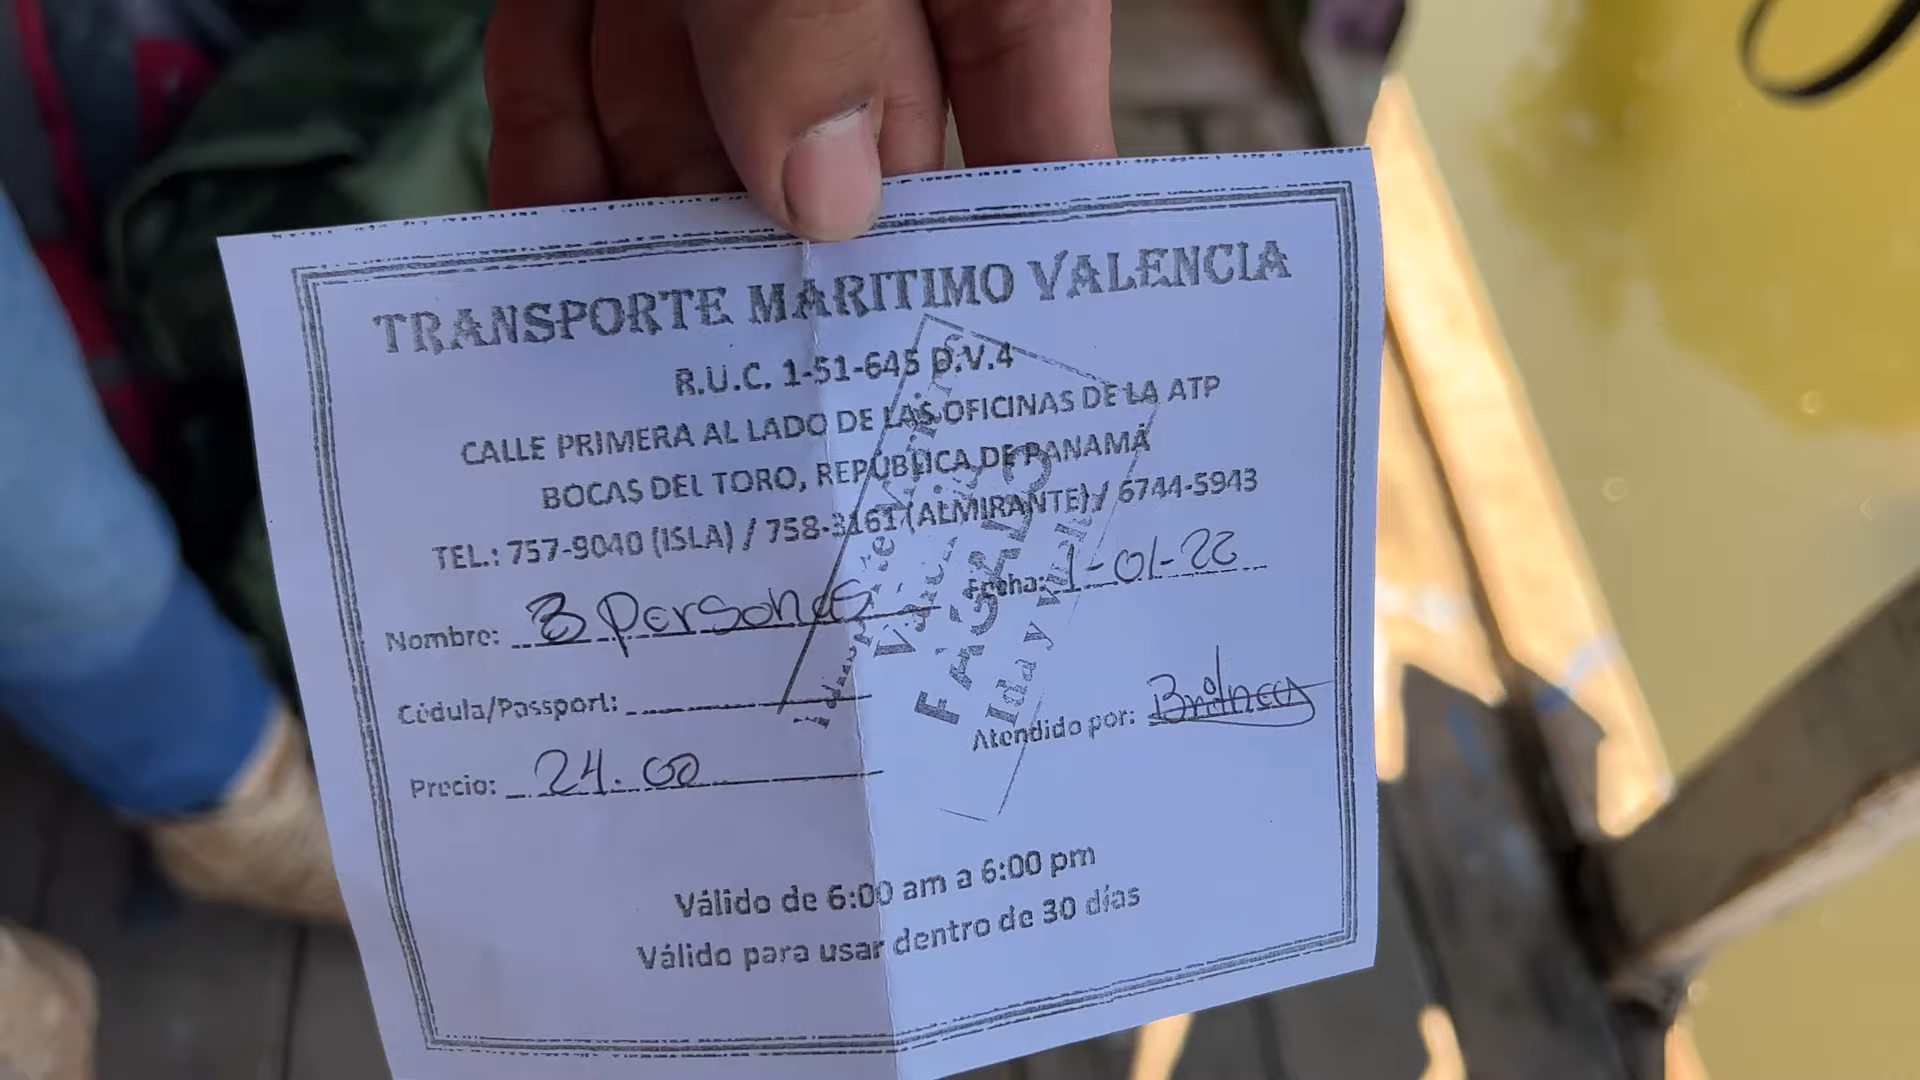 TRANSPORTE MARITIMO VALENCIA
R.U.C. 1-51-645 D.V.4
CALLE PRIMERA AL LADO DE LAS OFICINAS DE LA ATP
BOCAS DEL TORO, REPÚBLICA DE PANAMÁ
TEL.: 757-9040 (ISLA) / 758-3161 (ALMIRANTE) / 6744-5943
Nombre: 3 personas Fecha: 1-01-22
Cédula/Passport:
Precio: 24.00 Atendido por:
Válido de 6:00 am a 6:00 pm
Válido para usar dentro de 30 días
PAGADO
Ida y